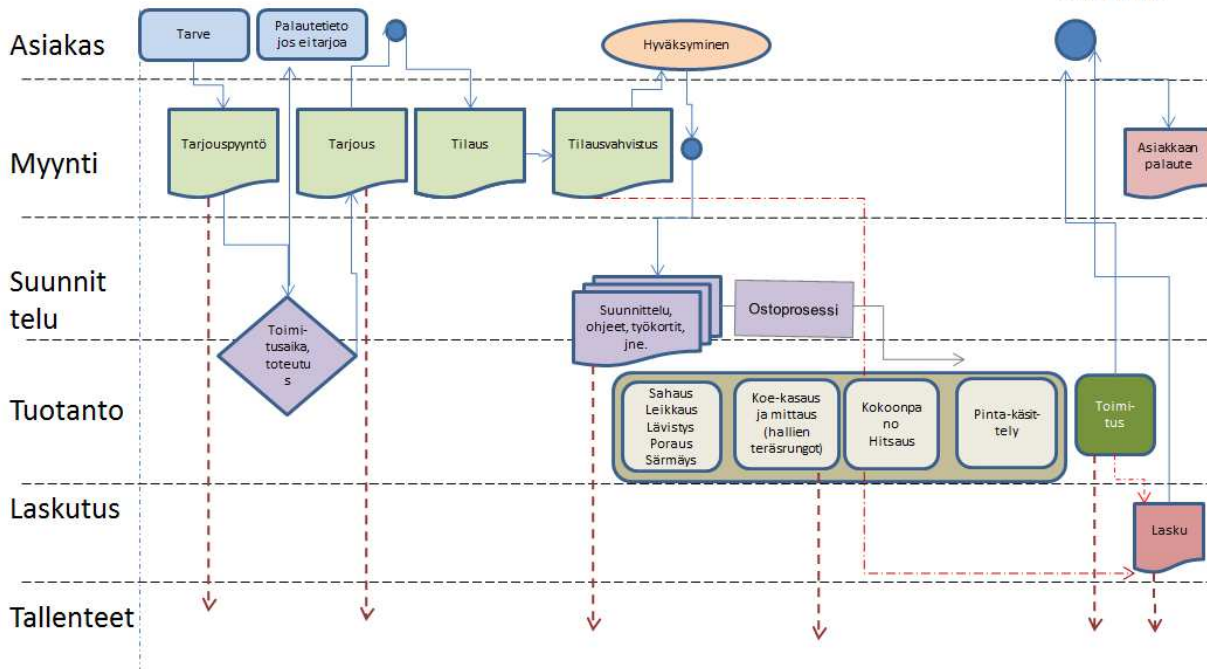 Asiakas
Tarve
Palautetieto
jos ei tarjoa
Hyväksyminen
Myynti
Tarjouspyyntö
Tarjous
Tilaus
Tilausvahvistus
Asiakkaan
palaute
Suunnit
telu
Toimi-
tusaika,
toteutu
s
Suunnittelu,
ohjeet, työkortit,
jne.
Ostoprosessi
Tuotanto
Sahaus
Leikkaus
Lävistys
Poraus
Särmäys
Koe-kasaus
ja mittaus
(hallien
teräsrungot)
Kokoonpa
no
Hitsaus
Pinta-käsit-
tely
Toimi-
tus
Laskutus
Lasku
Tallenteet